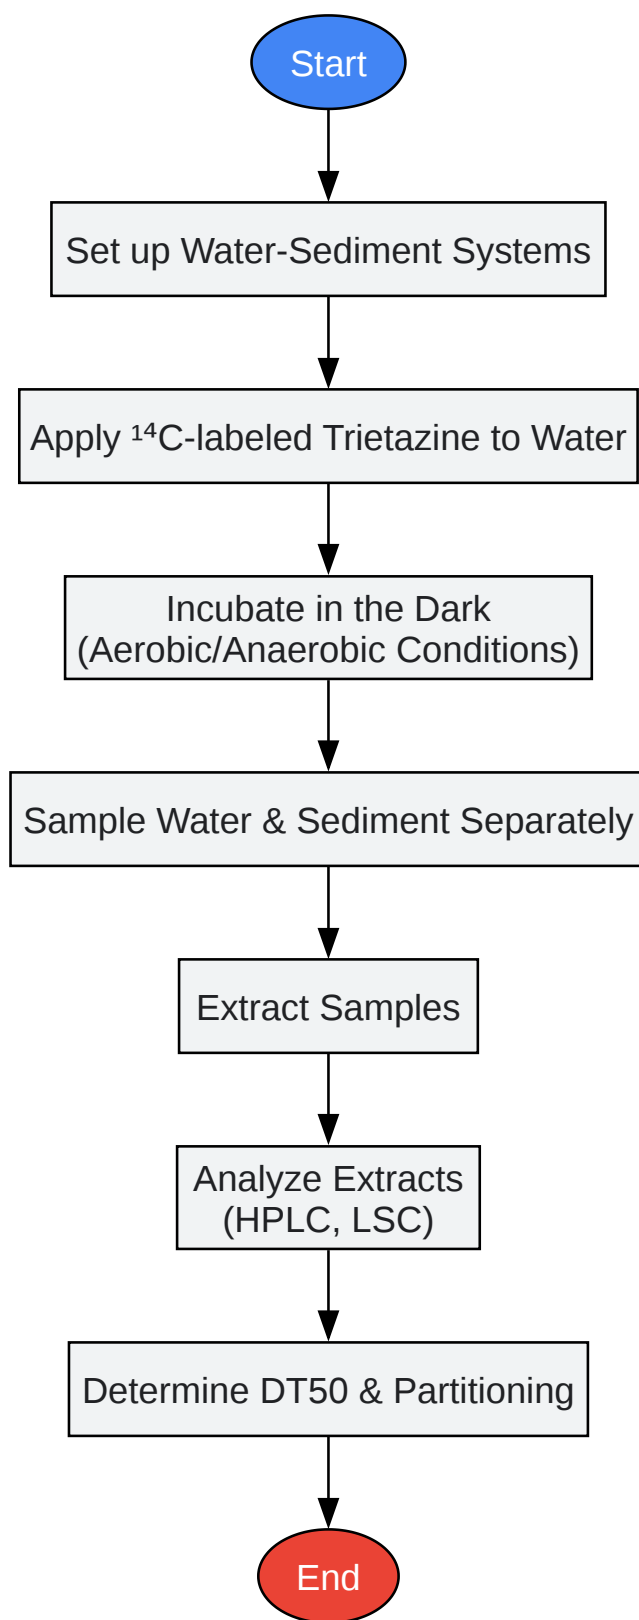 Start
Set up Water-Sediment Systems
Apply ¹⁴C-labeled Trietazine to Water
Incubate in the Dark
(Aerobic/Anaerobic Conditions)
Sample Water & Sediment Separately
Extract Samples
Analyze Extracts
(HPLC, LSC)
Determine DT50 & Partitioning
End